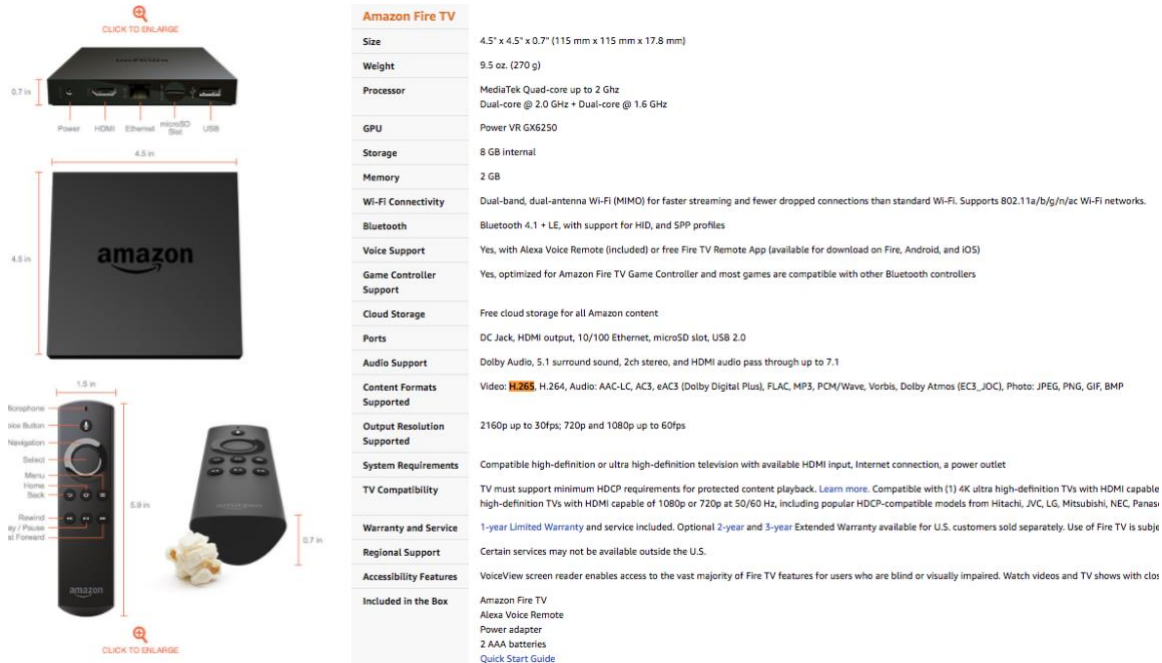 CLICK TO ENLARGE
0.7 in
Power HDMI Ethernet microSD Slot USB
4.5 in
4.5 in
amazon
1.5 in
Microphone
Voice Button
Navigation
Select
Menu
Home
Back
Rewind
ay / Pause
st Forward
5.9 in
0.7 in
amazon
CLICK TO ENLARGE
Amazon Fire TV
Size 4.5" x 4.5" x 0.7" (115 mm x 115 mm x 17.8 mm)
Weight 9.5 oz. (270 g)
Processor MediaTek Quad-core up to 2 Ghz
Dual-core @ 2.0 GHz + Dual-core @ 1.6 GHz
GPU Power VR GX6250
Storage 8 GB internal
Memory 2 GB
Wi-Fi Connectivity Dual-band, dual-antenna Wi-Fi (MIMO) for faster streaming and fewer dropped connections than standard Wi-Fi. Supports 802.11a/b/g/n/ac Wi-Fi networks.
Bluetooth Bluetooth 4.1 + LE, with support for HID, and SPP profiles
Voice Support Yes, with Alexa Voice Remote (included) or free Fire TV Remote App (available for download on Fire, Android, and iOS)
Game Controller Support Yes, optimized for Amazon Fire TV Game Controller and most games are compatible with other Bluetooth controllers
Cloud Storage Free cloud storage for all Amazon content
Ports DC Jack, HDMI output, 10/100 Ethernet, microSD slot, USB 2.0
Audio Support Dolby Audio, 5.1 surround sound, 2ch stereo, and HDMI audio pass through up to 7.1
Content Formats Supported Video: H.265, H.264, Audio: AAC-LC, AC3, eAC3 (Dolby Digital Plus), FLAC, MP3, PCM/Wave, Vorbis, Dolby Atmos (EC3_JOC), Photo: JPEG, PNG, GIF, BMP
Output Resolution Supported 2160p up to 30fps; 720p and 1080p up to 60fps
System Requirements Compatible high-definition or ultra high-definition television with available HDMI input, Internet connection, a power outlet
TV Compatibility TV must support minimum HDCP requirements for protected content playback. Learn more. Compatible with (1) 4K ultra high-definition TVs with HDMI capable
high-definition TVs with HDMI capable of 1080p or 720p at 50/60 Hz, including popular HDCP-compatible models from Hitachi, JVC, LG, Mitsubishi, NEC, Panaso
Warranty and Service 1-year Limited Warranty and service included. Optional 2-year and 3-year Extended Warranty available for U.S. customers sold separately. Use of Fire TV is subje
Regional Support Certain services may not be available outside the U.S.
Accessibility Features VoiceView screen reader enables access to the vast majority of Fire TV features for users who are blind or visually impaired. Watch videos and TV shows with clos
Included in the Box Amazon Fire TV
Alexa Voice Remote
Power adapter
2 AAA batteries
Quick Start Guide